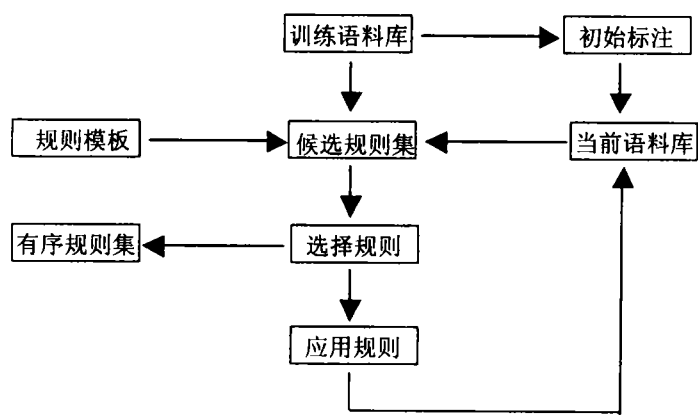 训练语料库
初始标注
规则模板
候选规则集
当前语料库
有序规则集
选择规则
应用规则